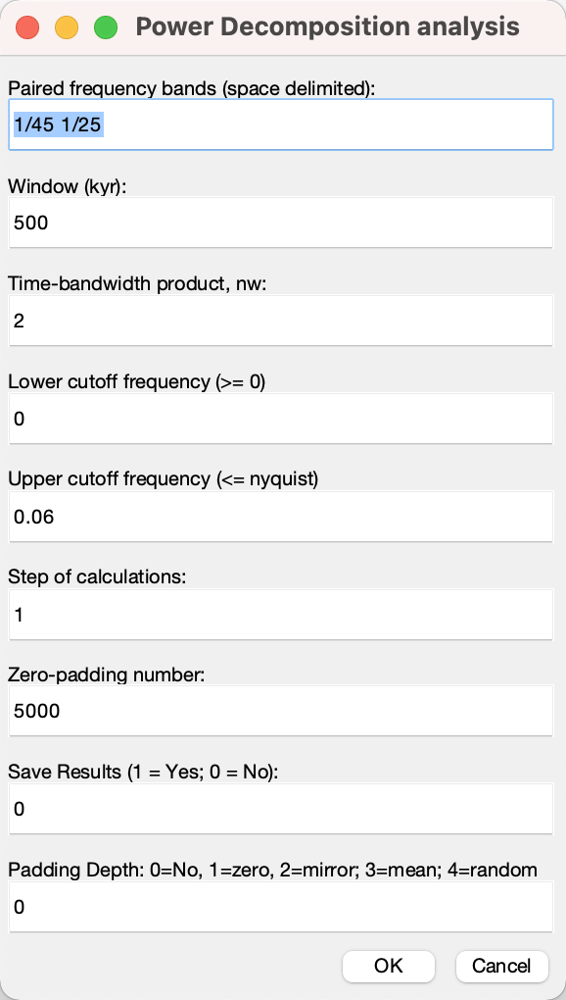 Power Decomposition analysis
Paired frequency bands (space delimited):
1/45 1/25
Window (kyr):
500
Time-bandwidth product, nw:
2
Lower cutoff frequency (>= 0)
0
Upper cutoff frequency (<= nyquist)
0.06
Step of calculations:
1
Zero-padding number:
5000
Save Results (1 = Yes; 0 = No):
0
Padding Depth: 0=No, 1=zero, 2=mirror; 3=mean; 4=random
0
OK Cancel